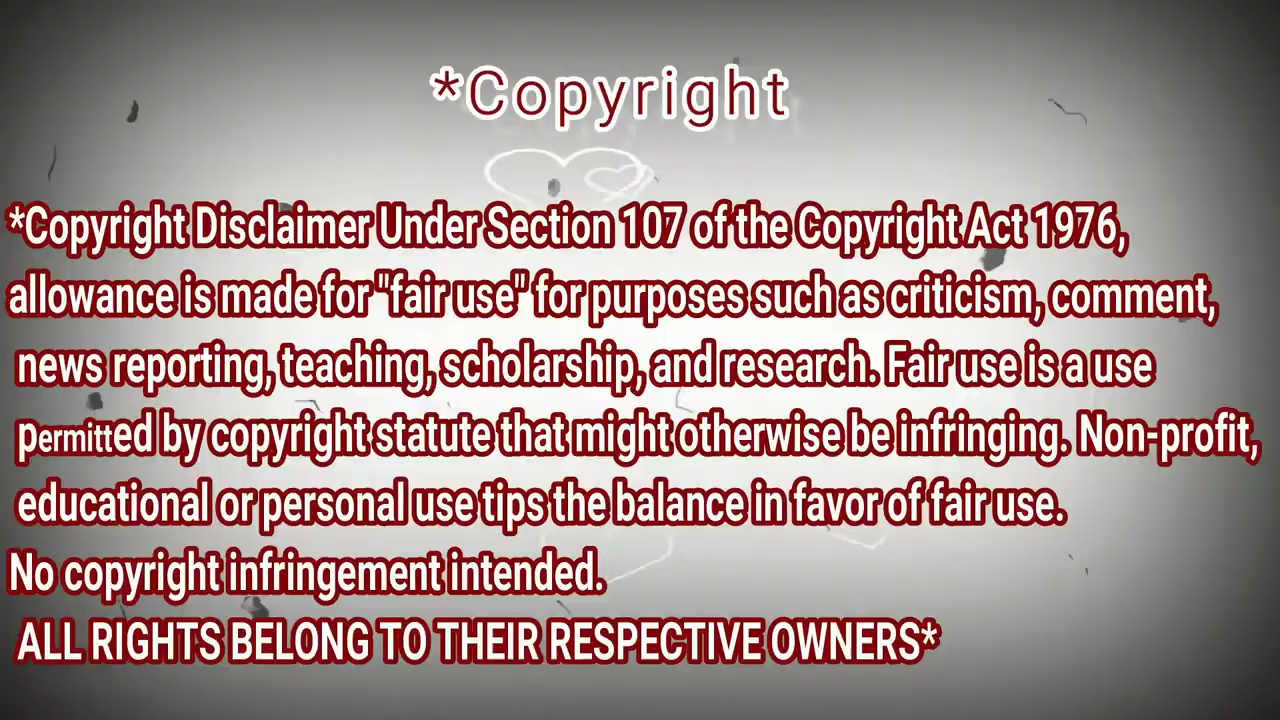 *Copyright
*Copyright Disclaimer Under Section 107 of the Copyright Act 1976,
allowance is made for "fair use" for purposes such as criticism, comment,
news reporting, teaching, scholarship, and research. Fair use is a use
permitted by copyright statute that might otherwise be infringing. Non-profit,
educational or personal use tips the balance in favor of fair use.
No copyright infringement intended.
ALL RIGHTS BELONG TO THEIR RESPECTIVE OWNERS*